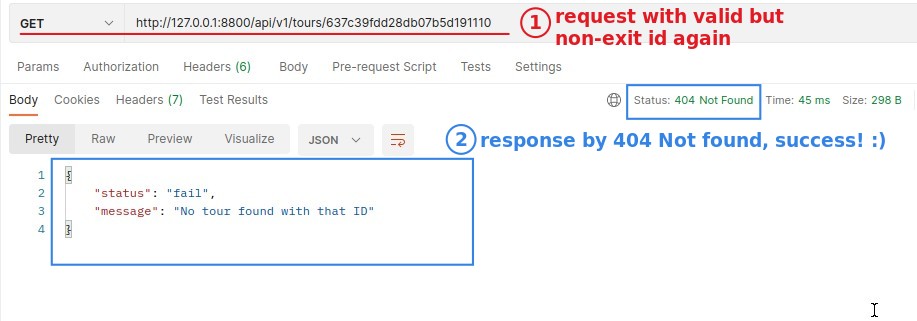 GET http://127.0.0.1:8800/api/v1/tours/637c39fdd28db07b5d191110
1 request with valid but
non-exit id again
Params Authorization Headers (6) Body Pre-request Script Tests Settings
Body Cookies Headers (7) Test Results Status: 404 Not Found Time: 45 ms Size: 298 B
Pretty Raw Preview Visualize JSON
2 response by 404 Not found, success! :)
1 {
2 "status": "fail",
3 "message": "No tour found with that ID"
4 }